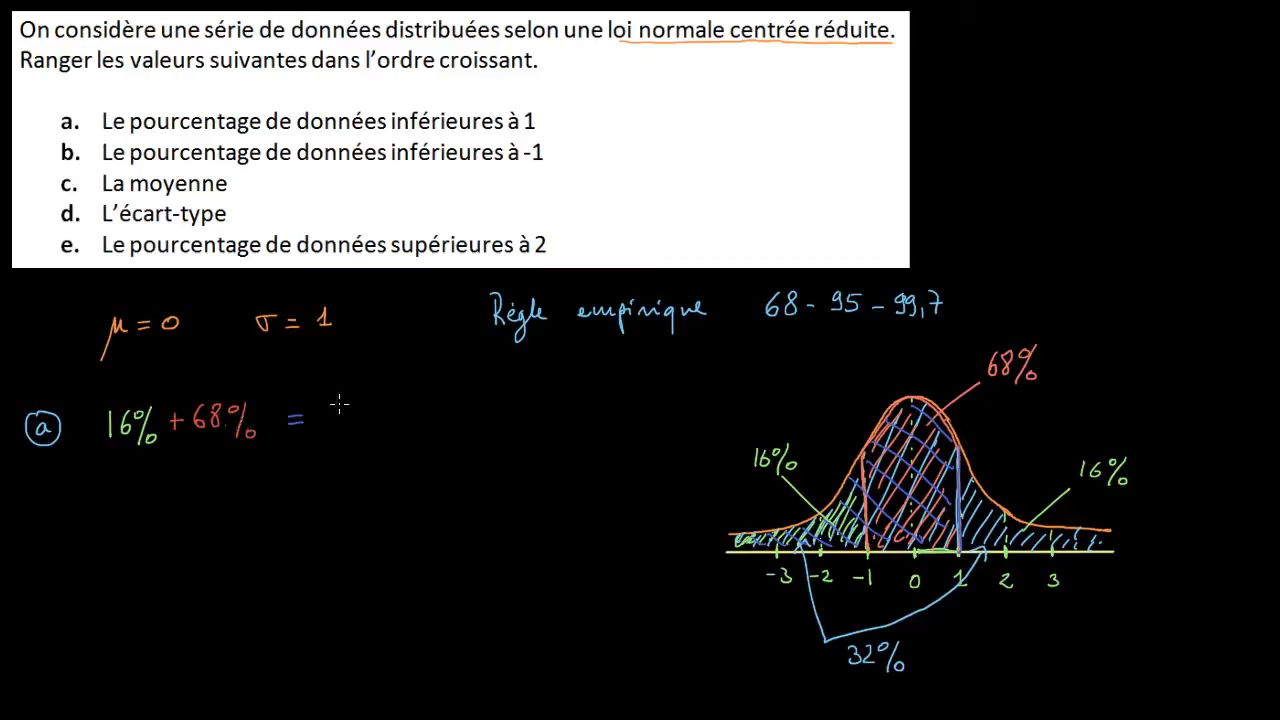 On considère une série de données distribuées selon une loi normale centrée réduite.
Ranger les valeurs suivantes dans l'ordre croissant.
a. Le pourcentage de données inférieures à 1
b. Le pourcentage de données inférieures à -1
c. La moyenne
d. L'écart-type
e. Le pourcentage de données supérieures à 2
μ = 0 σ = 1 Règle empirique 68 - 95 - 99,7
68%
a 16% + 68% =
16% 16%
-3 -2 -1 0 1 2 3
32%